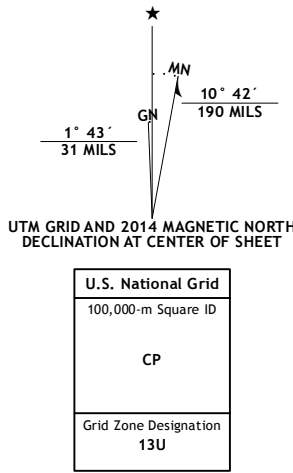 ★
MN
GN
10° 42´
190 MILS
1° 43´
31 MILS
UTM GRID AND 2014 MAGNETIC NORTH
DECLINATION AT CENTER OF SHEET
U.S. National Grid
100,000-m Square ID
CP
Grid Zone Designation
13U